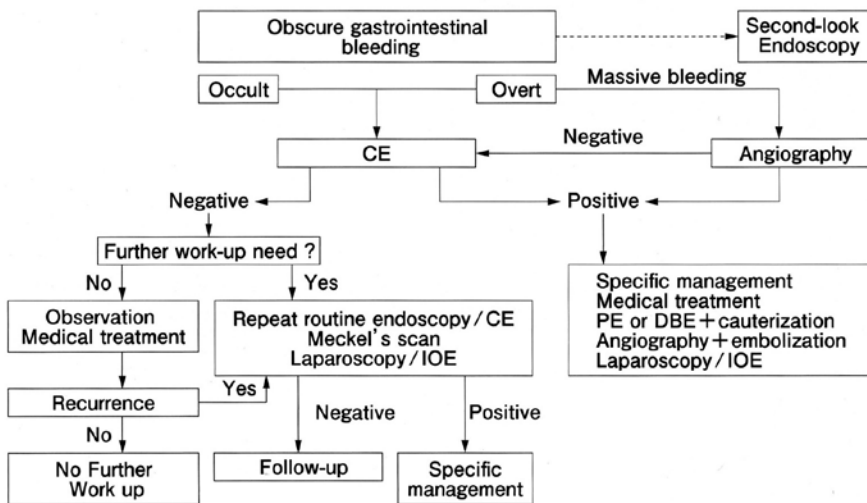 Obscure gastrointestinal
bleeding
Second-look
Endoscopy
Occult
Overt
Massive bleeding
CE
Negative
Angiography
Negative
Positive
Further work-up need ?
No
Yes
Specific management
Medical treatment
PE or DBE+cauterization
Angiography+embolization
Laparoscopy/IOE
Observation
Medical treatment
Repeat routine endoscopy/CE
Meckel's scan
Laparoscopy/IOE
Recurrence
Yes
No
Negative
Positive
No Further
Work up
Follow-up
Specific
management